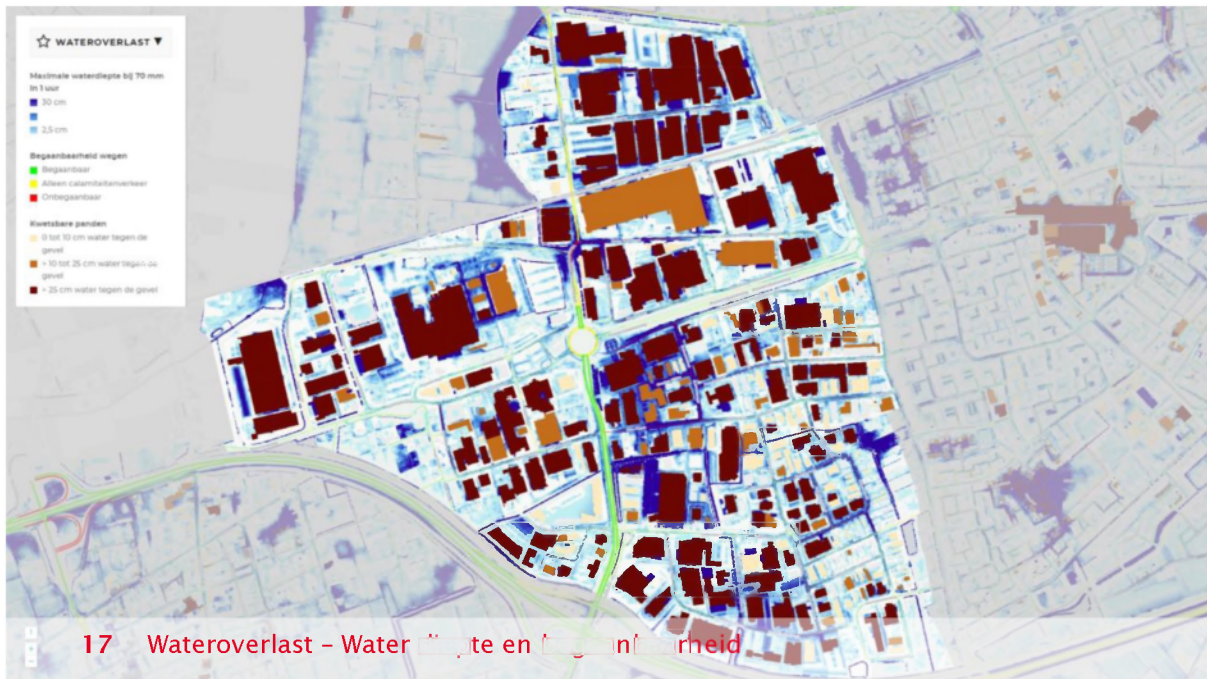 WATEROVERLAST ▼
Maximale waterdiepte bij 70 mm
in 1 uur
30 cm
2,5 cm
Begaanbaarheid wegen
Begaanbaar
Alleen calamiteitenverkeer
Onbegaanbaar
Kwetsbare panden
0 tot 10 cm water tegen de
gevel
> 10 tot 25 cm water tegen de
gevel
> 25 cm water tegen de gevel
17 Wateroverlast – Water en